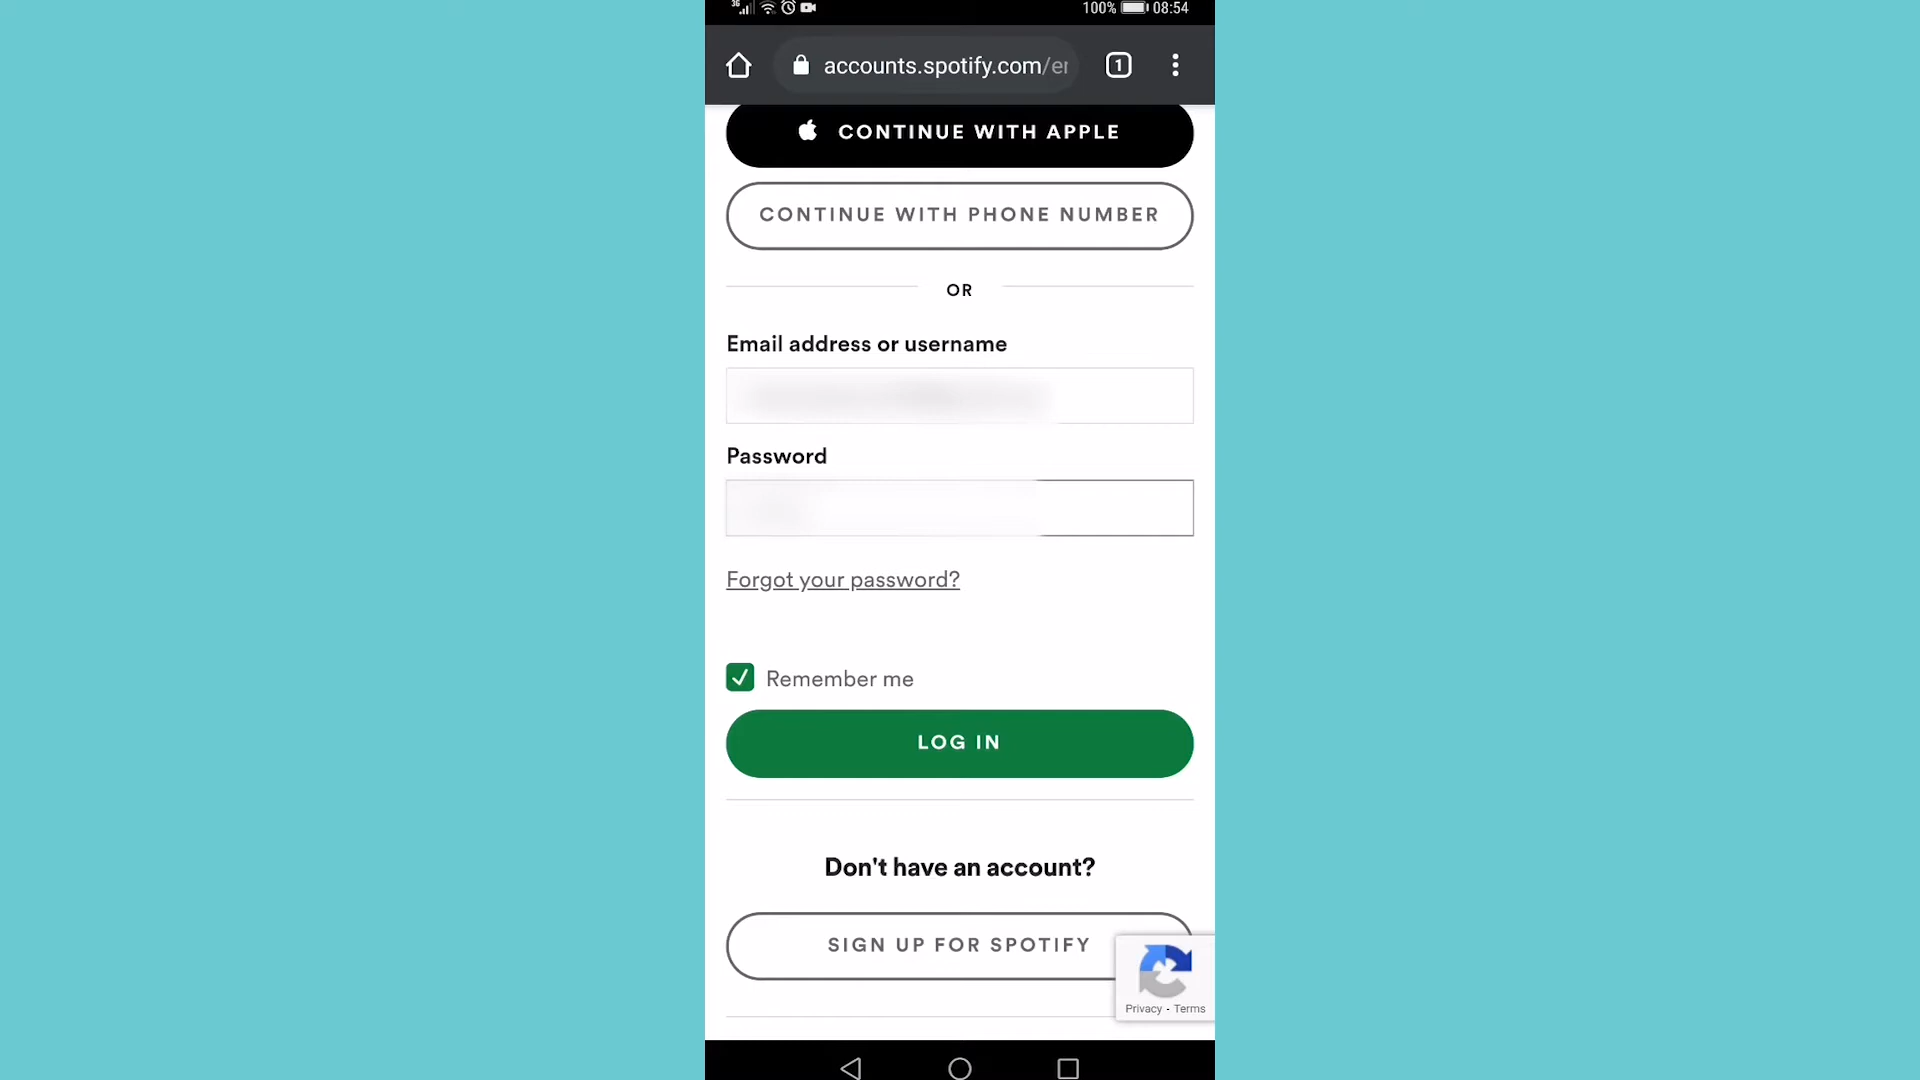 3G
100% 08:54
accounts.spotify.com/er
1
CONTINUE WITH APPLE
CONTINUE WITH PHONE NUMBER
OR
Email address or username
Password
Forgot your password?
Remember me
LOG IN
Don't have an account?
SIGN UP FOR SPOTIFY
Privacy - Terms